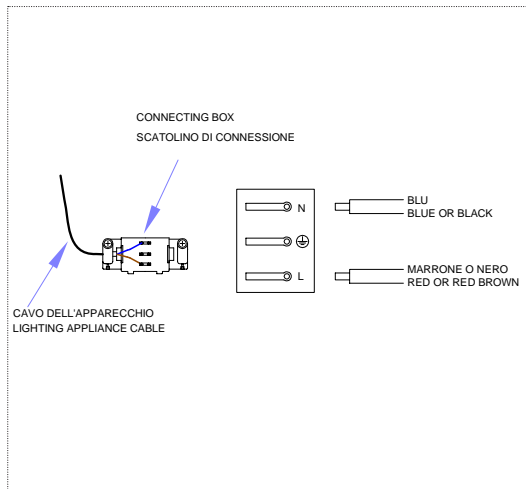 CONNECTING BOX
SCATOLINO DI CONNESSIONE
N
L
BLU
BLUE OR BLACK
MARRONE O NERO
RED OR RED BROWN
CAVO DELL'APPARECCHIO
LIGHTING APPLIANCE CABLE